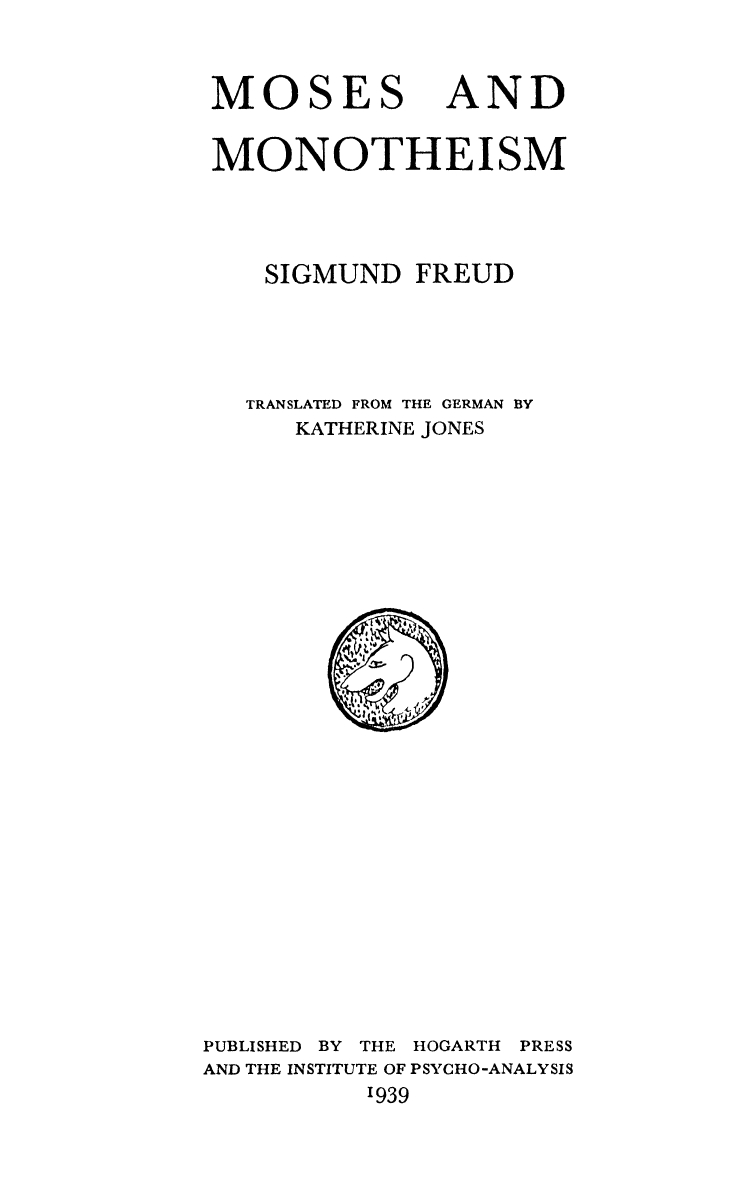 MOSES AND
MONOTHEISM
SIGMUND FREUD
TRANSLATED FROM THE GERMAN BY
KATHERINE JONES
PUBLISHED BY THE HOGARTH PRESS
AND THE INSTITUTE OF PSYCHO-ANALYSIS
1939